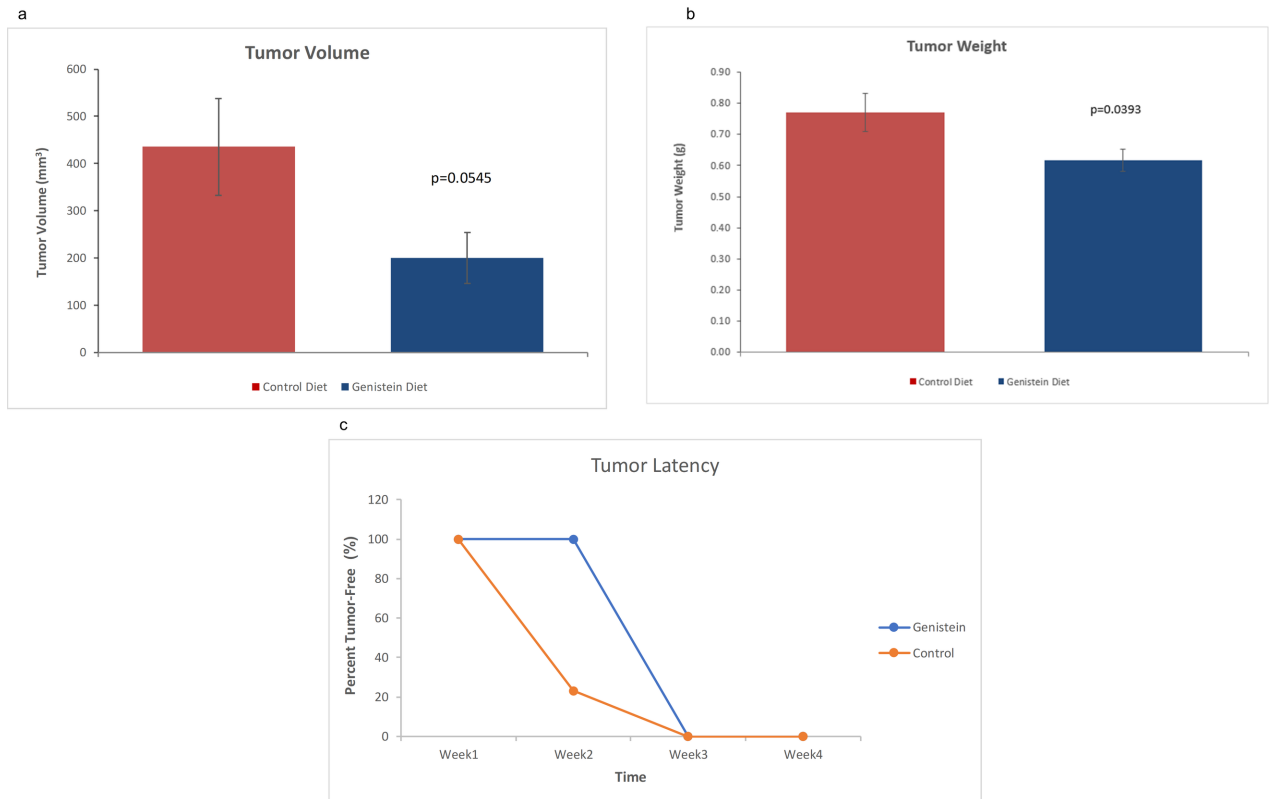 a
Tumor Volume
600
500
400
300
200
100
0
Tumor Volume (mm³)
p=0.0545
Control Diet
Genistein Diet
b
Tumor Weight
0.90
0.80
0.70
0.60
0.50
0.40
0.30
0.20
0.10
0.00
Tumor Weight (g)
p=0.0393
Control Diet
Genistein Diet
c
Tumor Latency
120
100
80
60
40
20
0
Percent Tumor-Free (%)
Week1
Week2
Week3
Week4
Time
Genistein
Control